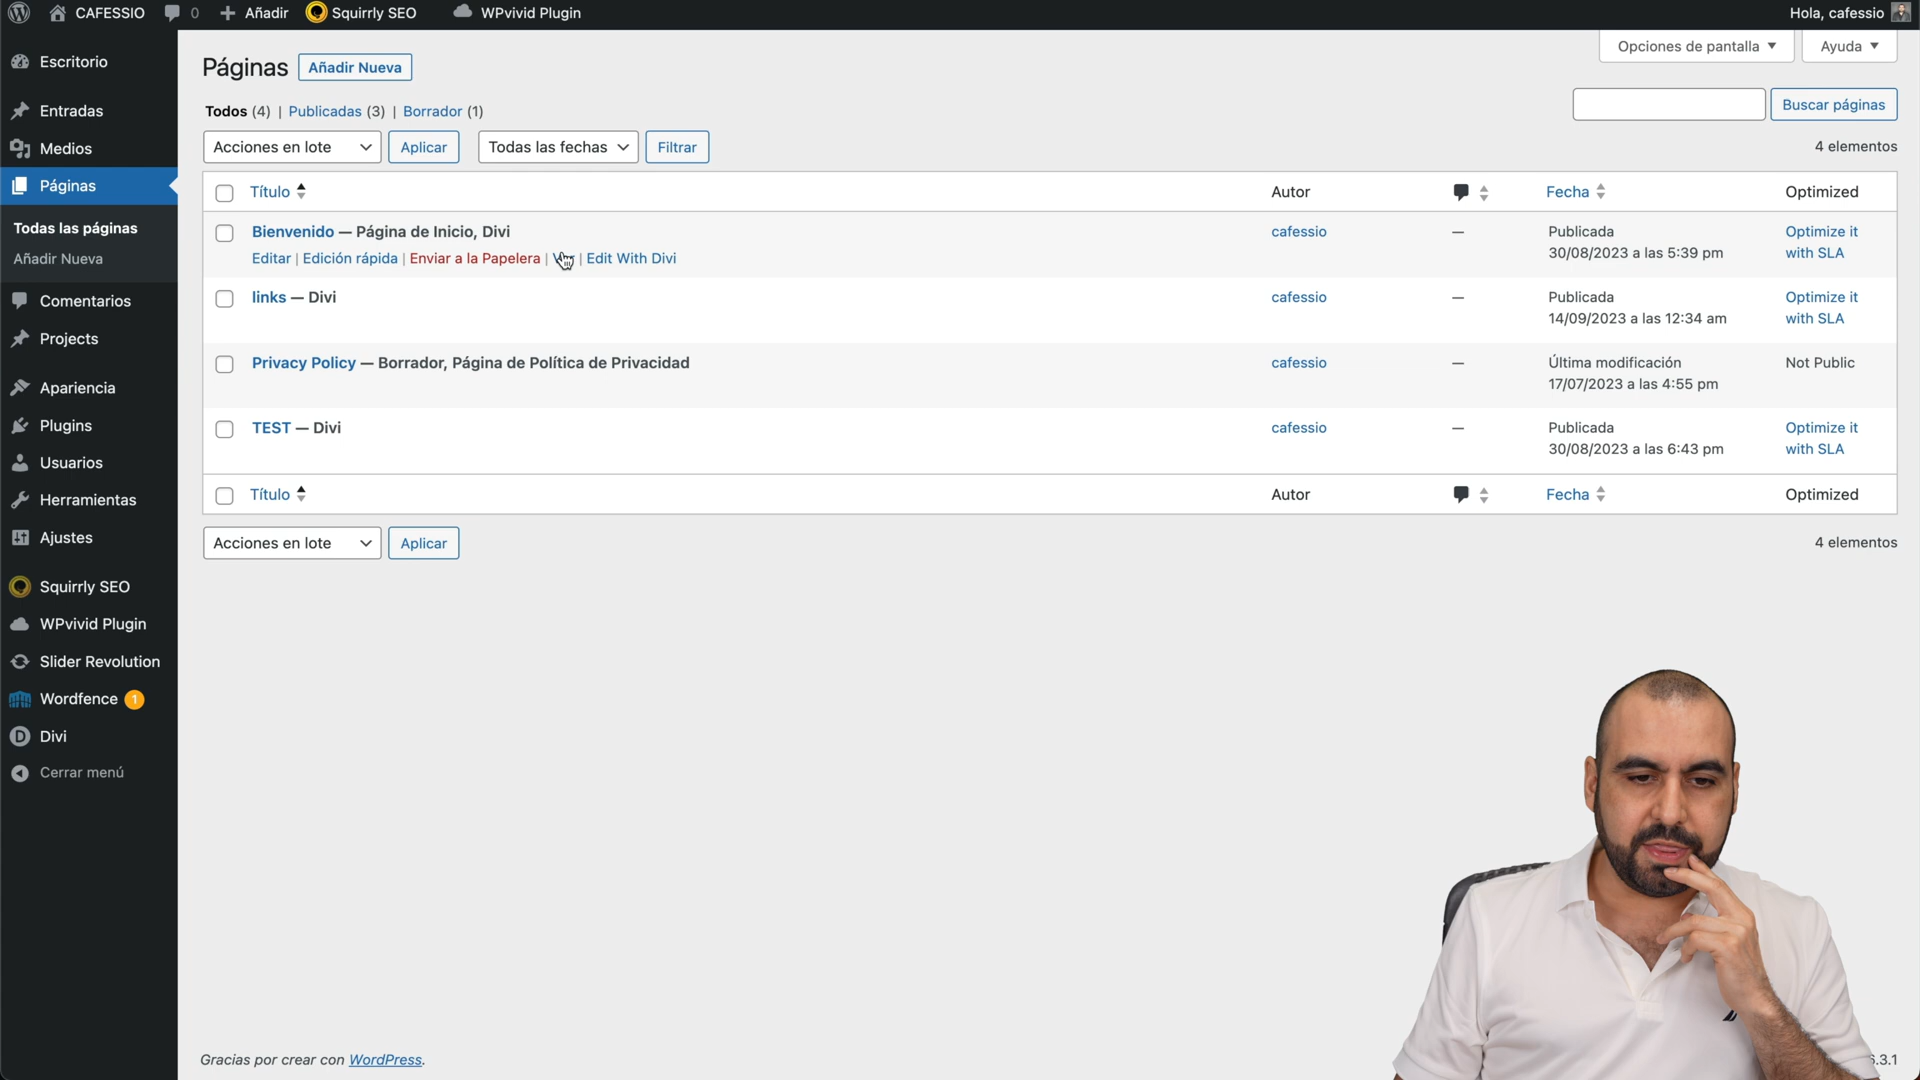 CAFESSIO 0 Añadir Squirrly SEO WPvivid Plugin Hola, cafessio
Opciones de pantalla Ayuda
Escritorio
Entradas
Medios
Páginas
Todas las páginas
Añadir Nueva
Comentarios
Projects
Apariencia
Plugins
Usuarios
Herramientas
Ajustes
Squirrly SEO
WPvivid Plugin
Slider Revolution
Wordfence 1
Divi
Cerrar menú
Páginas Añadir Nueva
Todos (4) | Publicadas (3) | Borrador (1)
Buscar páginas
Acciones en lote Aplicar Todas las fechas Filtrar 4 elementos
Título Autor Fecha Optimized
Bienvenido — Página de Inicio, Divi cafessio — Publicada Optimize it
Editar | Edición rápida | Enviar a la Papelera | | Edit With Divi 30/08/2023 a las 5:39 pm with SLA
links — Divi cafessio — Publicada Optimize it
14/09/2023 a las 12:34 am with SLA
Privacy Policy — Borrador, Página de Política de Privacidad cafessio — Última modificación Not Public
17/07/2023 a las 4:55 pm
TEST — Divi cafessio — Publicada Optimize it
30/08/2023 a las 6:43 pm with SLA
Título Autor Fecha Optimized
Acciones en lote Aplicar 4 elementos
Gracias por crear con WordPress.
.3.1